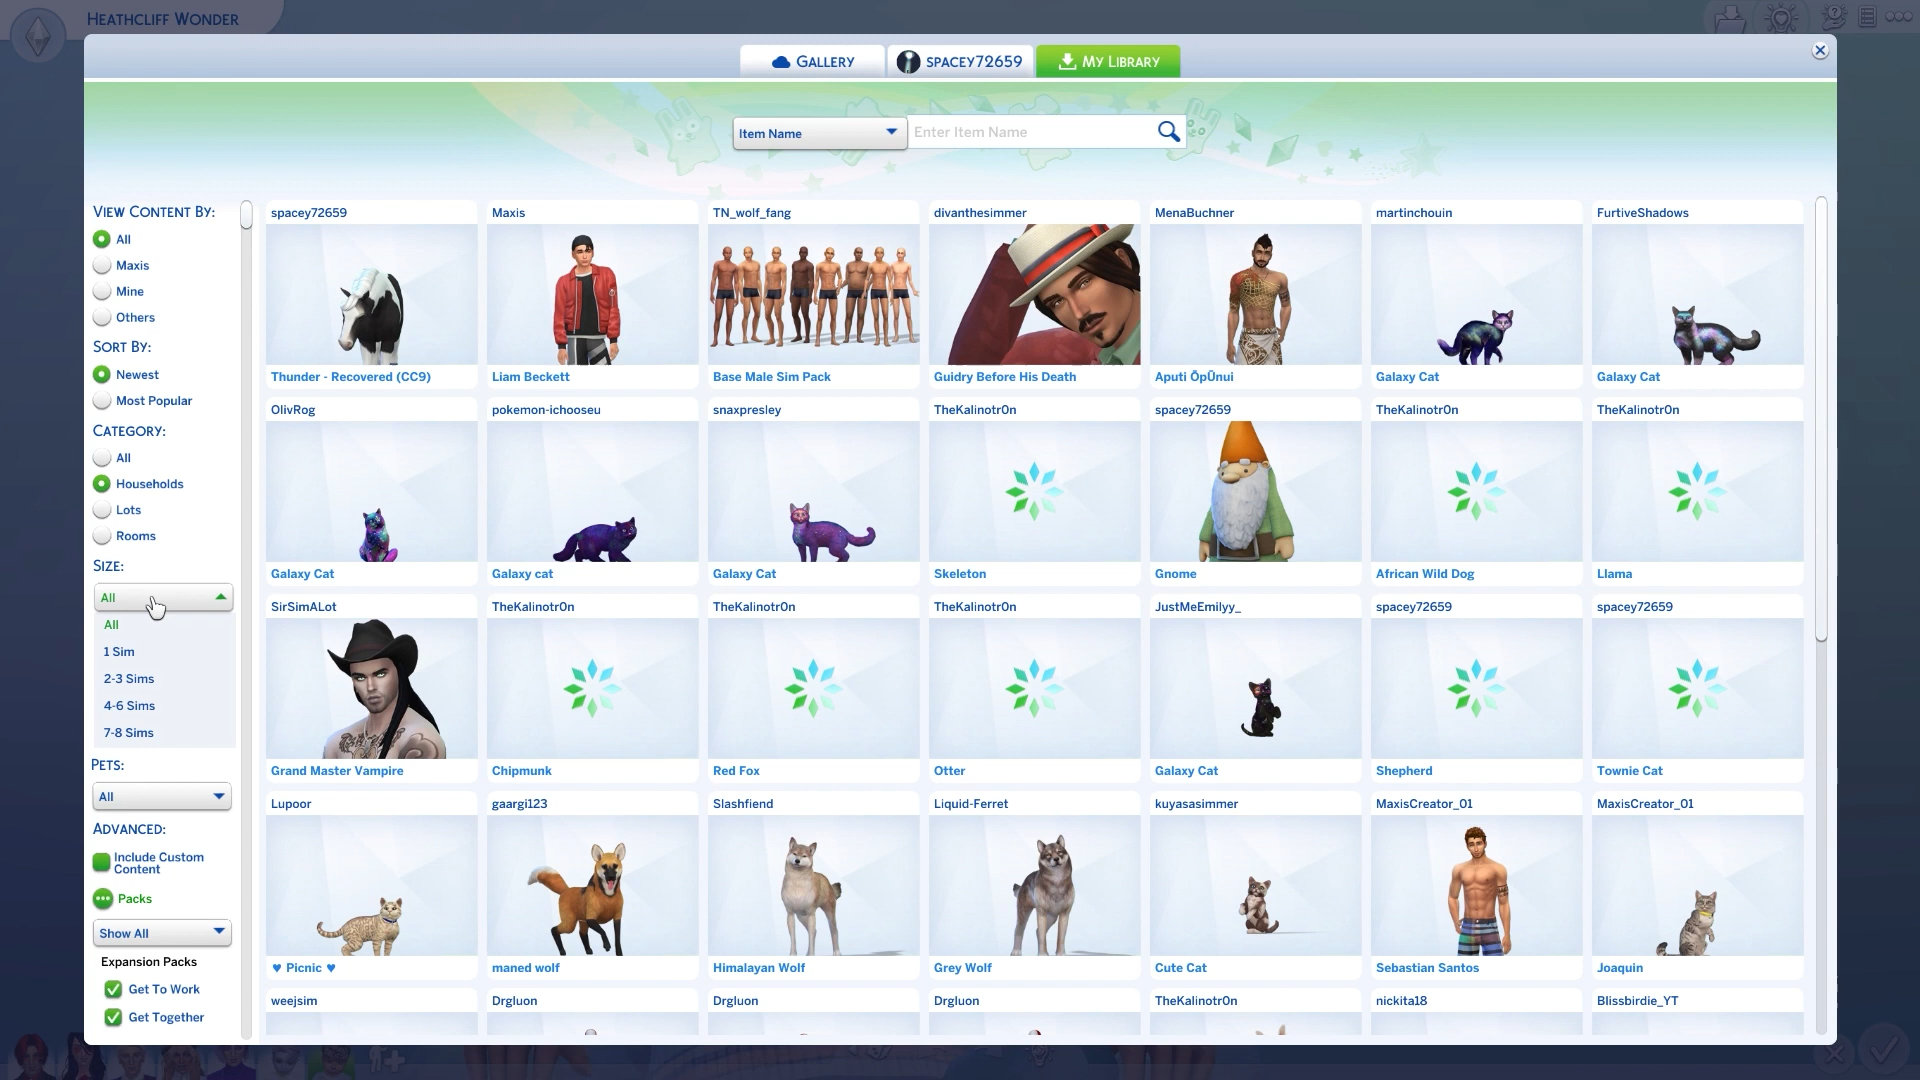 HEATHCLIFF WONDER
GALLERY
SPACEY72659
MY LIBRARY
Item Name
Enter Item Name
VIEW CONTENT BY:
All
Maxis
Mine
Others
SORT BY:
Newest
Most Popular
CATEGORY:
All
Households
Lots
Rooms
SIZE:
All
All
1 Sim
2-3 Sims
4-6 Sims
7-8 Sims
PETS:
All
ADVANCED:
Include Custom
Content
Packs
Show All
Expansion Packs
Get To Work
Get Together
spacey72659
Maxis
TN_wolf_fang
divanthesimmer
MenaBuchner
martinchouin
FurtiveShadows
Thunder - Recovered (CC9)
Liam Beckett
Base Male Sim Pack
Guidry Before His Death
Aputi ŌpŪnui
Galaxy Cat
Galaxy Cat
OlivRog
pokemon-ichooseu
snaxpresley
TheKalinotr0n
spacey72659
TheKalinotr0n
TheKalinotr0n
Galaxy Cat
Galaxy cat
Galaxy Cat
Skeleton
Gnome
African Wild Dog
Llama
SirSimALot
TheKalinotr0n
TheKalinotr0n
TheKalinotr0n
JustMeEmilyy_
spacey72659
spacey72659
Grand Master Vampire
Chipmunk
Red Fox
Otter
Galaxy Cat
Shepherd
Townie Cat
Lupoor
gaargi123
Slashfiend
Liquid-Ferret
kuyasasimmer
MaxisCreator_01
MaxisCreator_01
♥ Picnic ♥
maned wolf
Himalayan Wolf
Grey Wolf
Cute Cat
Sebastian Santos
Joaquin
weejsim
Drgluon
Drgluon
Drgluon
TheKalinotr0n
nickita18
Blissbirdie_YT